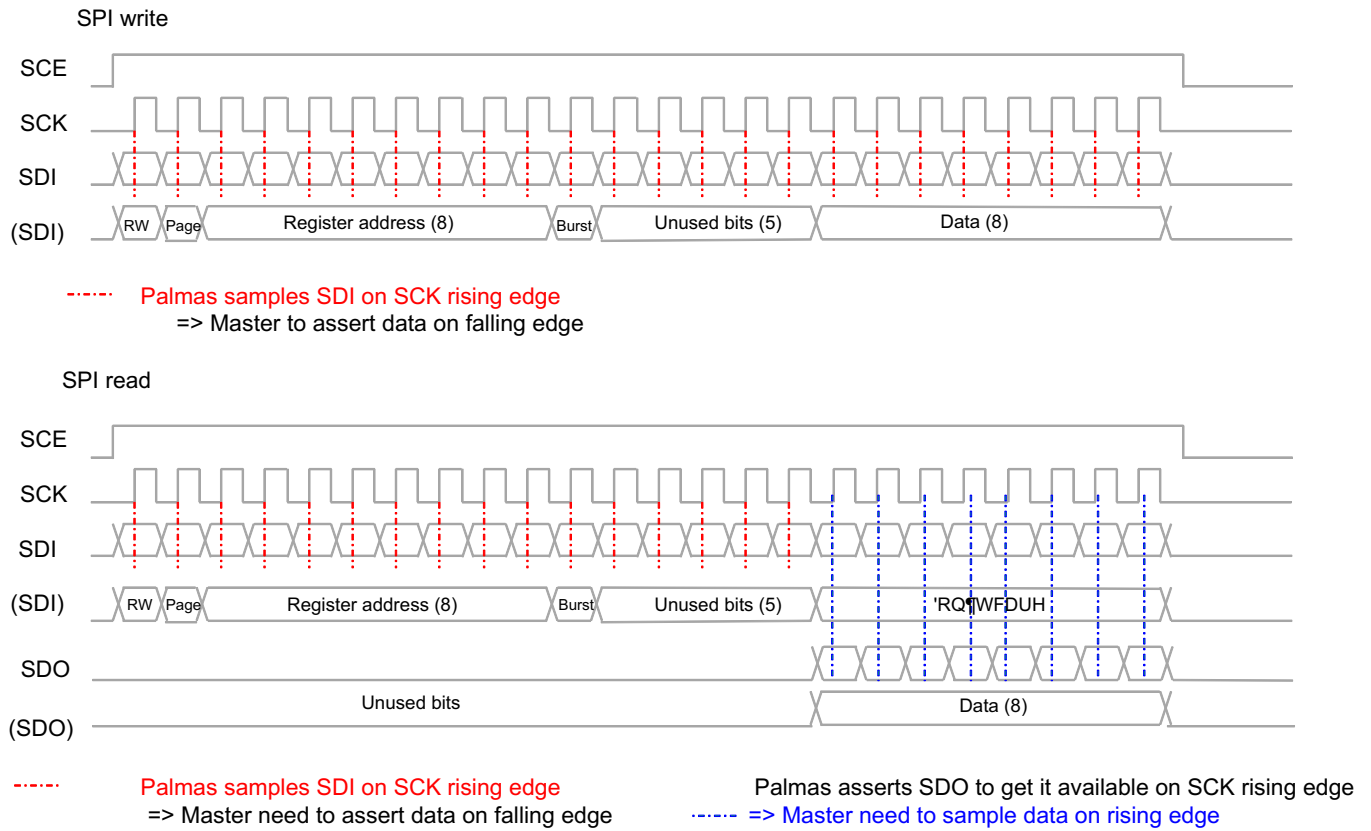 SPI write
SCE
SCK
SDI
(SDI) RW Page Register address (8) Burst Unused bits (5) Data (8)
Palmas samples SDI on SCK rising edge
=> Master to assert data on falling edge
SPI read
SCE
SCK
SDI
(SDI) RW Page Register address (8) Burst Unused bits (5) 'RQ¶WFDUH
SDO
(SDO) Unused bits Data (8)
Palmas samples SDI on SCK rising edge Palmas asserts SDO to get it available on SCK rising edge
=> Master need to assert data on falling edge => Master need to sample data on rising edge